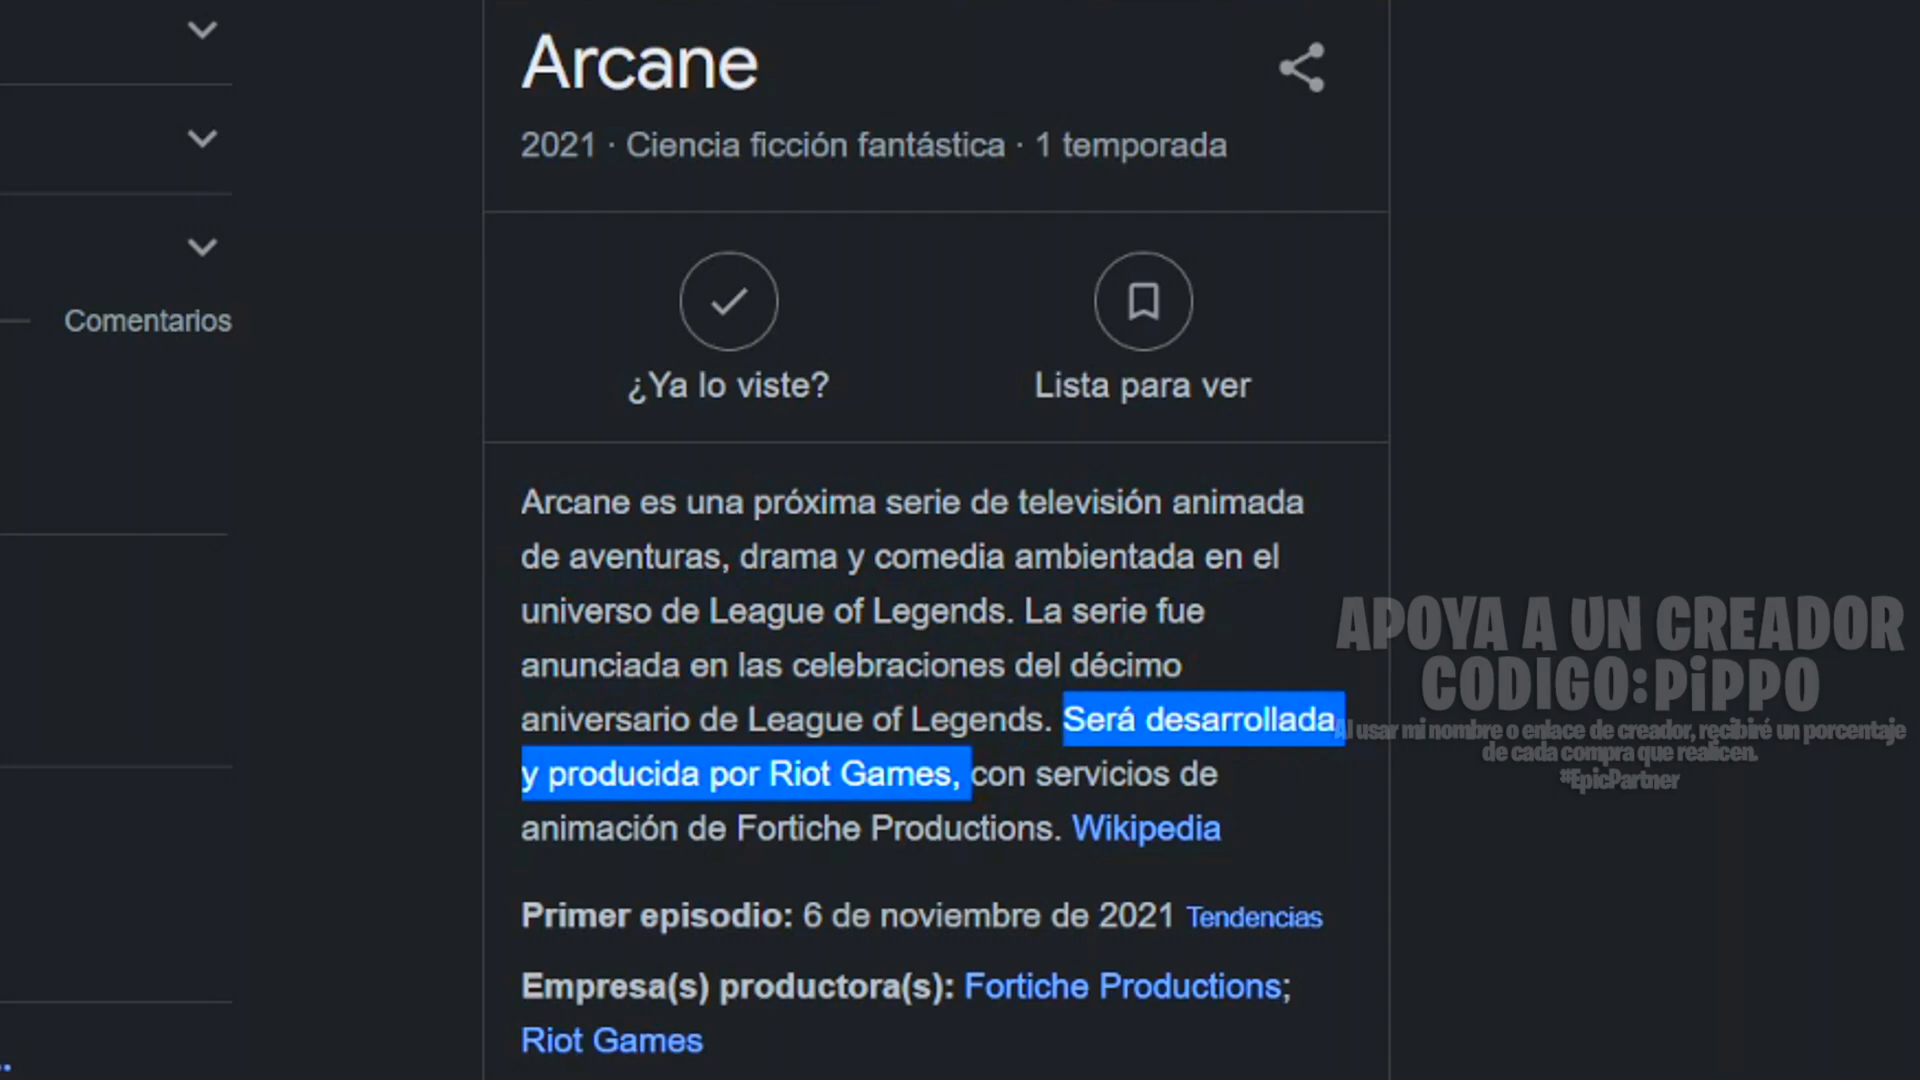 Arcane
2021 · Ciencia ficción fantástica · 1 temporada
Comentarios
¿Ya lo viste?
Lista para ver
Arcane es una próxima serie de televisión animada
de aventuras, drama y comedia ambientada en el
universo de League of Legends. La serie fue
anunciada en las celebraciones del décimo
aniversario de League of Legends. Será desarrollada
y producida por Riot Games, con servicios de
animación de Fortiche Productions. Wikipedia
Primer episodio: 6 de noviembre de 2021 Tendencias
Empresa(s) productora(s): Fortiche Productions;
Riot Games
APOYA A UN CREADOR
CODIGO:PiPPO
Al usar mi nombre o enlace de creador, recibiré un porcentaje
de cada compra que realicen.
#EpicPartner